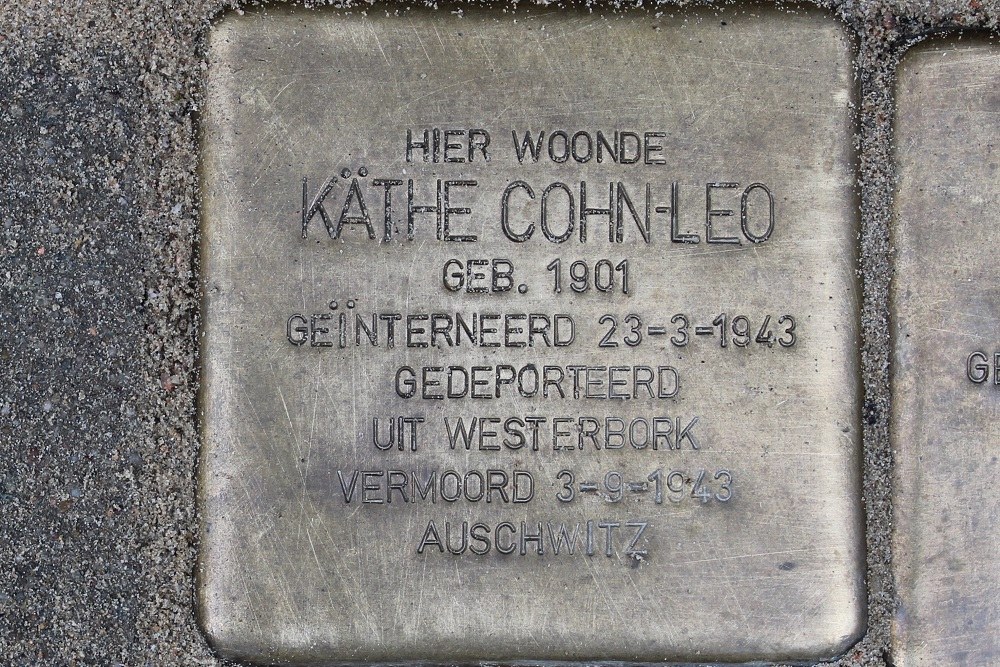 HIER WOONDE
KÄTHE COHN-LEO
GEB. 1901
GEÏNTERNEERD 23-3-1943
GEDEPORTEERD
UIT WESTERBORK
VERMOORD 3-9-1943
AUSCHWITZ
GE